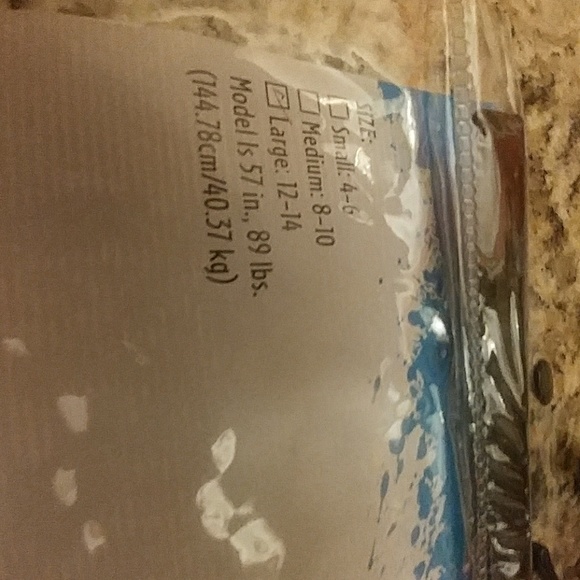 SIZE:
Small: 4-6
Medium: 8-10
Large: 12-14
Model Is 57 in., 89 lbs.
(144.78cm/40.37 kg)